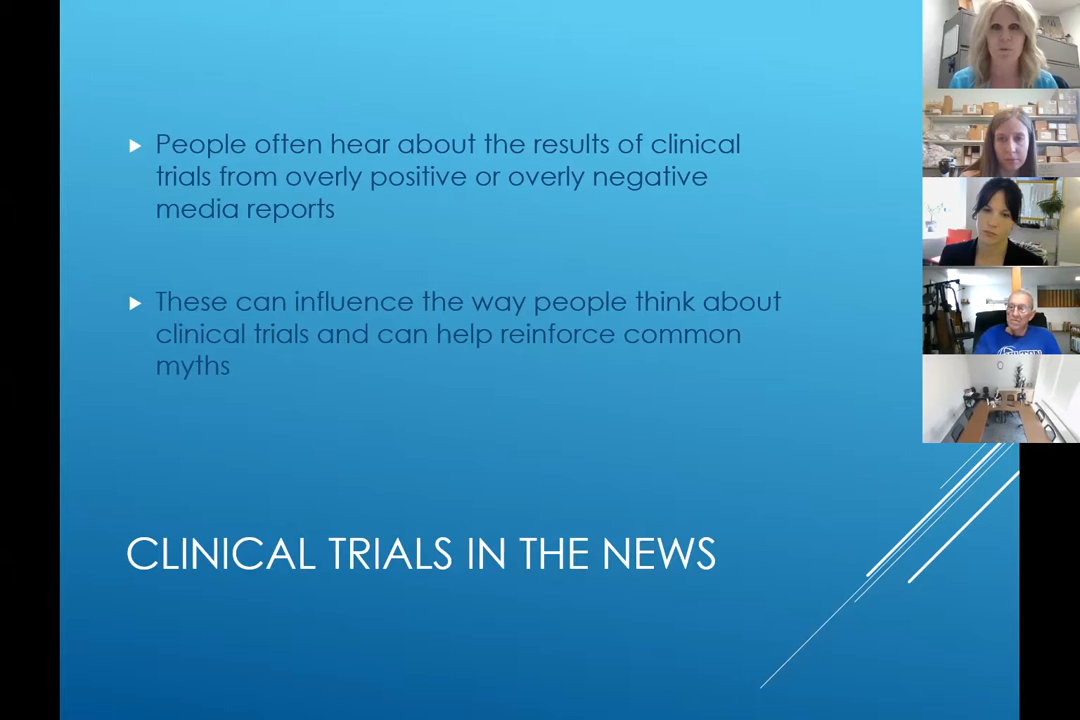 People often hear about the results of clinical
trials from overly positive or overly negative
media reports
These can influence the way people think about
clinical trials and can help reinforce common
myths
CLINICAL TRIALS IN THE NEWS